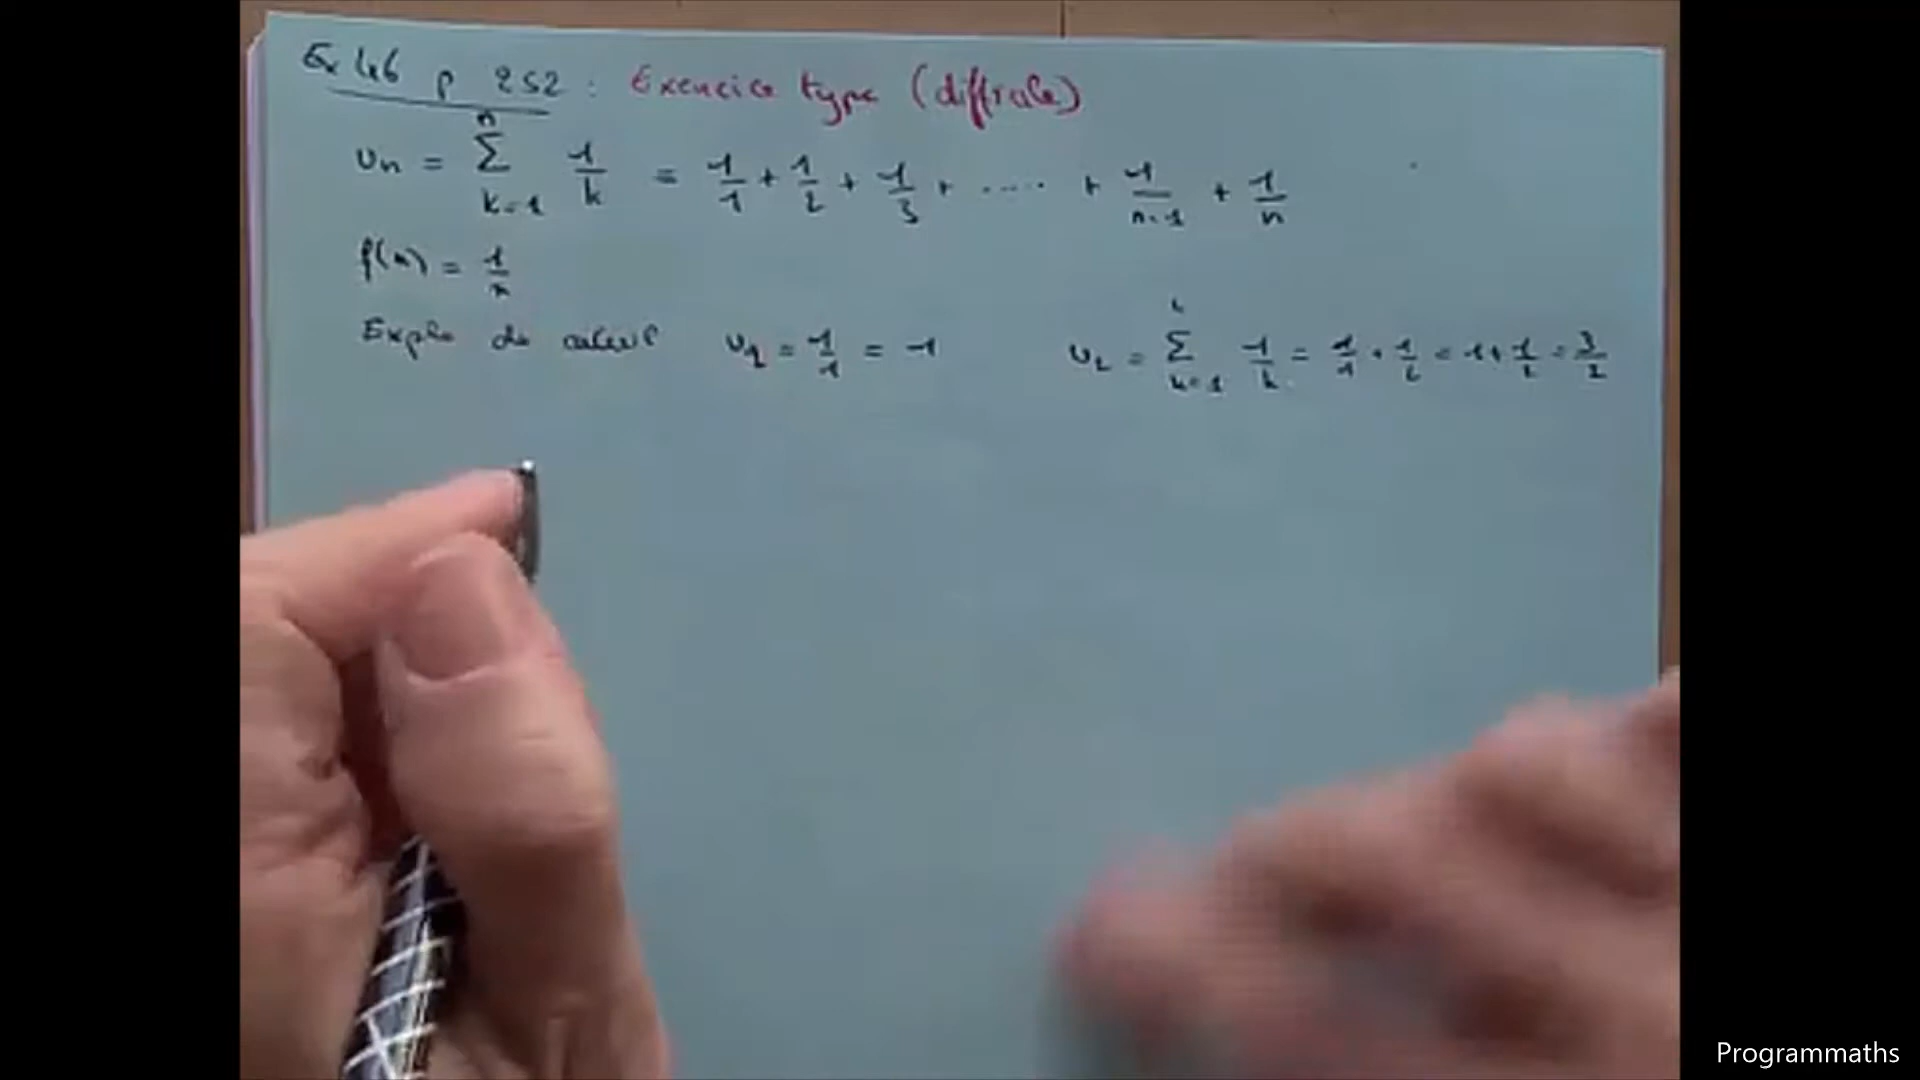 Ex 46 p 252 : Exercice type (difficile)
Un = Σ n k=1 1/k = 1/1 + 1/2 + 1/3 + ..... + 1/n-1 + 1/n
f(x) = 1/x
Exple de calcul U1 = 1/1 = 1 U2 = Σ 2 k=1 1/k = 1/1 + 1/2 = 1 + 1/2 = 3/2
Programmaths